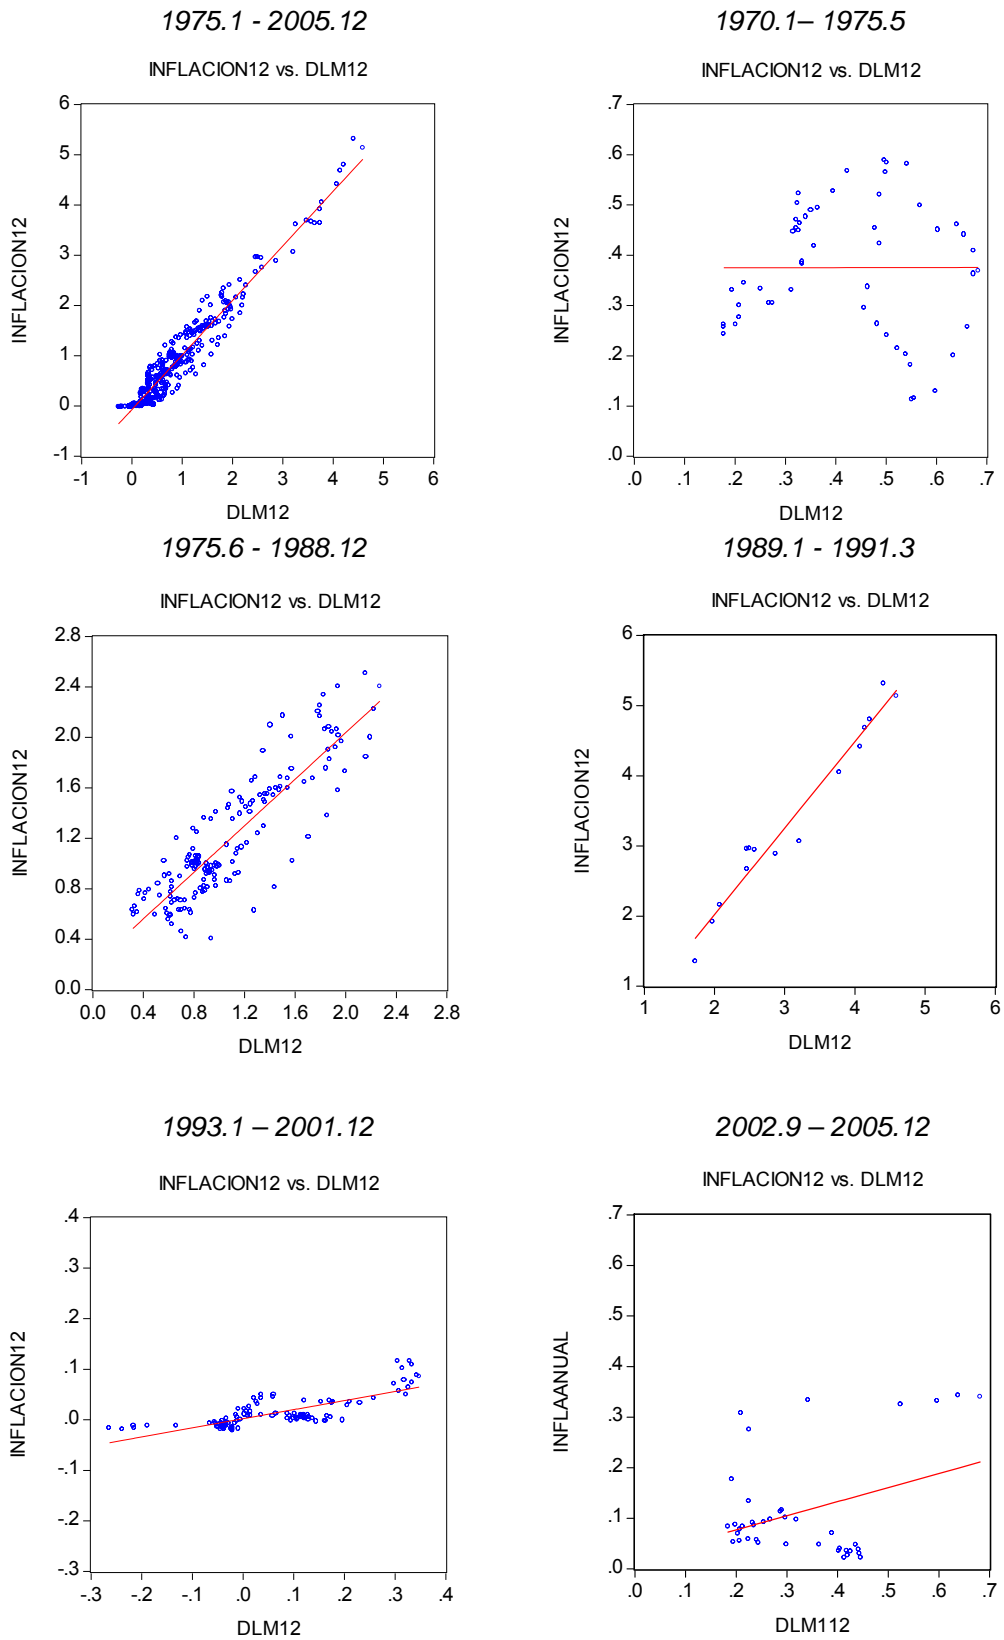 1975.1 - 2005.12
INFLACION12 vs. DLM12
6
5
4
3
2
1
0
-1
INFLACION12
-1 0 1 2 3 4 5 6
DLM12
1970.1– 1975.5
INFLACION12 vs. DLM12
.7
.6
.5
.4
.3
.2
.1
.0
INFLACION12
.0 .1 .2 .3 .4 .5 .6 .7
DLM12
1975.6 - 1988.12
INFLACION12 vs. DLM12
2.8
2.4
2.0
1.6
1.2
0.8
0.4
0.0
INFLACION12
0.0 0.4 0.8 1.2 1.6 2.0 2.4 2.8
DLM12
1989.1 - 1991.3
INFLACION12 vs. DLM12
6
5
4
3
2
1
INFLACION12
1 2 3 4 5 6
DLM12
1993.1 – 2001.12
INFLACION12 vs. DLM12
.4
.3
.2
.1
.0
-.1
-.2
-.3
INFLACION12
-.3 -.2 -.1 .0 .1 .2 .3 .4
DLM12
2002.9 – 2005.12
INFLACION12 vs. DLM12
.7
.6
.5
.4
.3
.2
.1
.0
INFLAANUAL
.0 .1 .2 .3 .4 .5 .6 .7
DLM112